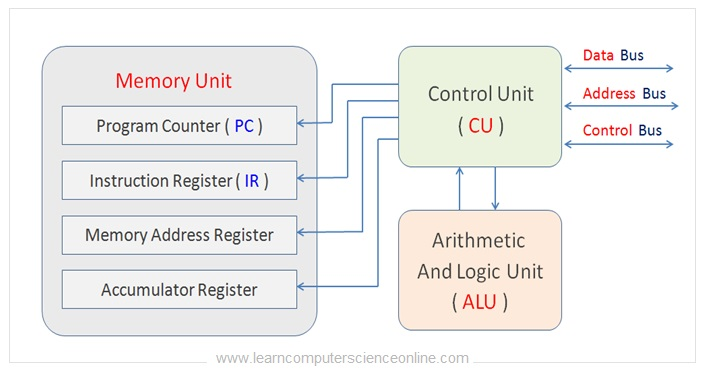 Memory Unit
Program Counter ( PC )
Instruction Register ( IR )
Memory Address Register
Accumulator Register
Control Unit
( CU )
Data Bus
Address Bus
Control Bus
Arithmetic
And Logic Unit
( ALU )
www.learncomputerscienceonline.com